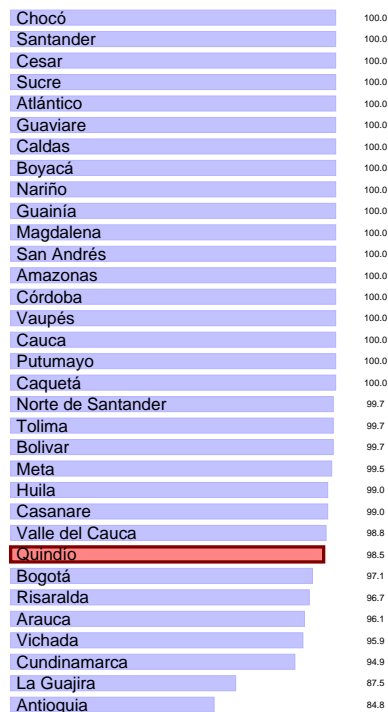 Chocó 100.0
Santander 100.0
Cesar 100.0
Sucre 100.0
Atlántico 100.0
Guaviare 100.0
Caldas 100.0
Boyacá 100.0
Nariño 100.0
Guainía 100.0
Magdalena 100.0
San Andrés 100.0
Amazonas 100.0
Córdoba 100.0
Vaupés 100.0
Cauca 100.0
Putumayo 100.0
Caquetá 100.0
Norte de Santander 99.7
Tolima 99.7
Bolivar 99.7
Meta 99.5
Huila 99.0
Casanare 99.0
Valle del Cauca 98.8
Quindío 98.5
Bogotá 97.1
Risaralda 96.7
Arauca 96.1
Vichada 95.9
Cundinamarca 94.9
La Guajira 87.5
Antioquia 84.8